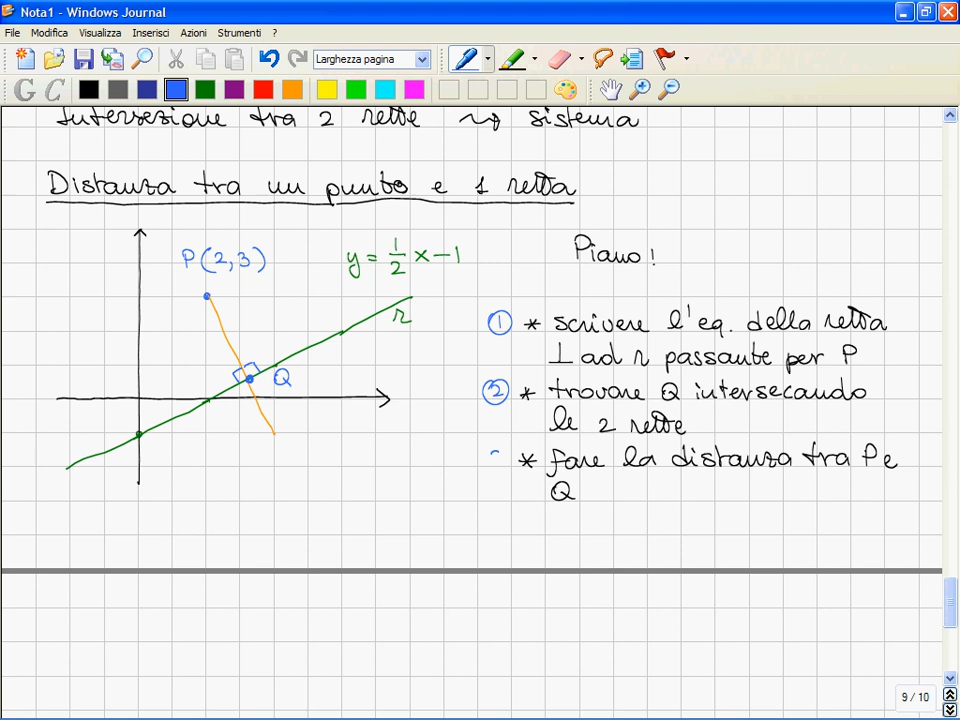 Nota1 - Windows Journal
File Modifica Visualizza Inserisci Azioni Strumenti ?
Larghezza pagina
Intersezione tra 2 rette ⇝ sistema
Distanza tra un punto e 1 retta
P(2,3)
y = 1/2 x - 1
r
Q
Piano!
① * scrivere l'eq. della retta
⊥ ad r passante per P
② * trovare Q intersecando
le 2 rette
* fare la distanza tra P e
Q
9 / 10